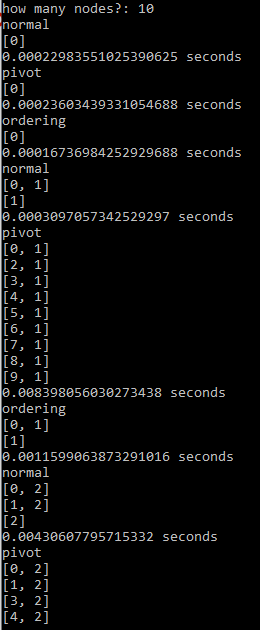 how many nodes?: 10
normal
[0]
0.00022983551025390625 seconds
pivot
[0]
0.00023603439331054688 seconds
ordering
[0]
0.00016736984252929688 seconds
normal
[0, 1]
[1]
0.0003097057342529297 seconds
pivot
[0, 1]
[2, 1]
[3, 1]
[4, 1]
[5, 1]
[6, 1]
[7, 1]
[8, 1]
[9, 1]
0.008398056030273438 seconds
ordering
[0, 1]
[1]
0.0011599063873291016 seconds
normal
[0, 2]
[1, 2]
[2]
0.00430607795715332 seconds
pivot
[0, 2]
[1, 2]
[3, 2]
[4, 2]